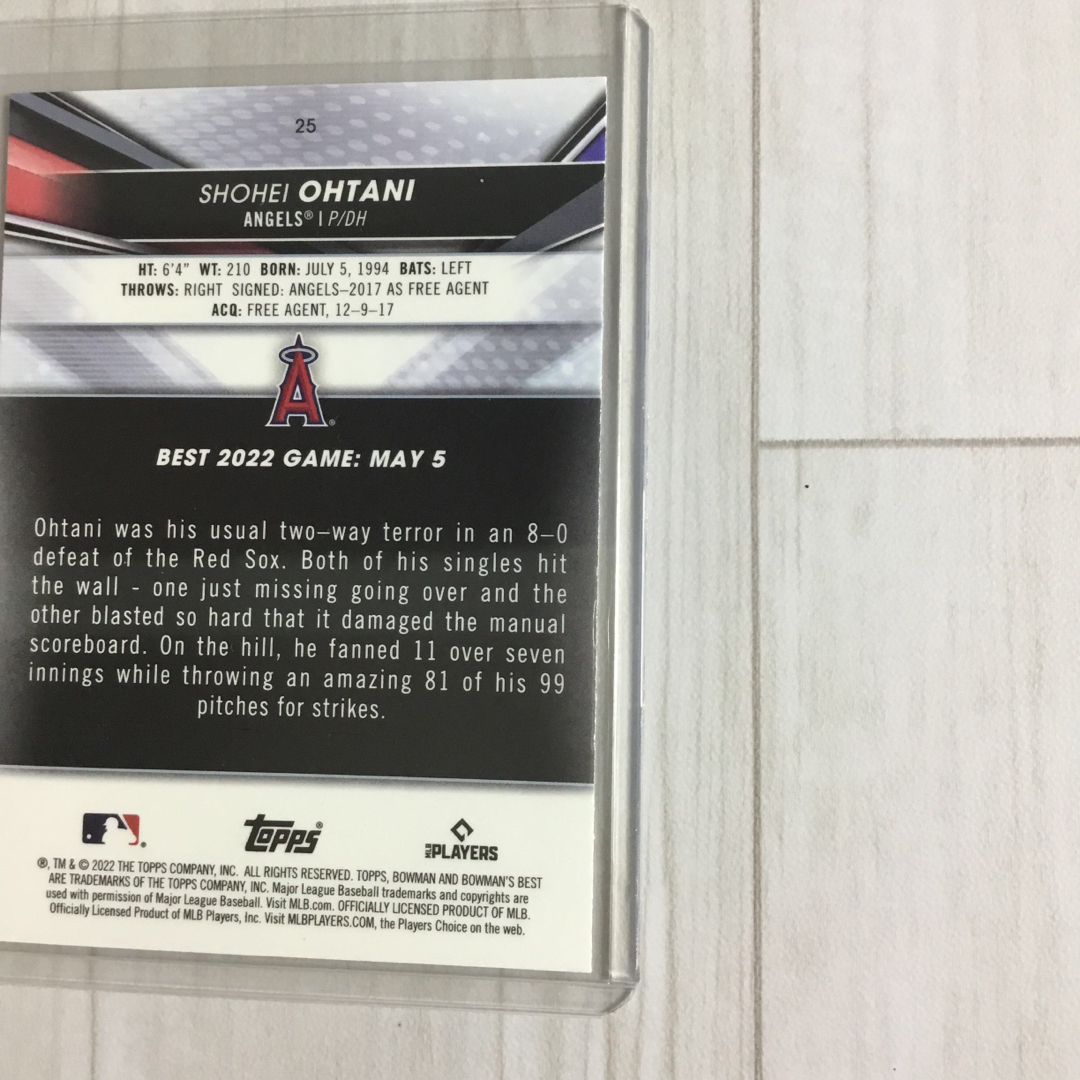 25
SHOHEI OHTANI
ANGELS® | P/DH
HT: 6'4" WT: 210 BORN: JULY 5, 1994 BATS: LEFT
THROWS: RIGHT SIGNED: ANGELS–2017 AS FREE AGENT
ACQ: FREE AGENT, 12–9–17
A
BEST 2022 GAME: MAY 5
Ohtani was his usual two–way terror in an 8–0
defeat of the Red Sox. Both of his singles hit
the wall - one just missing going over and the
other blasted so hard that it damaged the manual
scoreboard. On the hill, he fanned 11 over seven
innings while throwing an amazing 81 of his 99
pitches for strikes.
topps®
MLB PLAYERS
®, TM & © 2022 THE TOPPS COMPANY, INC. ALL RIGHTS RESERVED. TOPPS, BOWMAN AND BOWMAN'S BEST
ARE TRADEMARKS OF THE TOPPS COMPANY, INC. Major League Baseball trademarks and copyrights are
used with permission of Major League Baseball. Visit MLB.com. OFFICIALLY LICENSED PRODUCT OF MLB.
Officially Licensed Product of MLB Players, Inc. Visit MLBPLAYERS.COM, the Players Choice on the web.